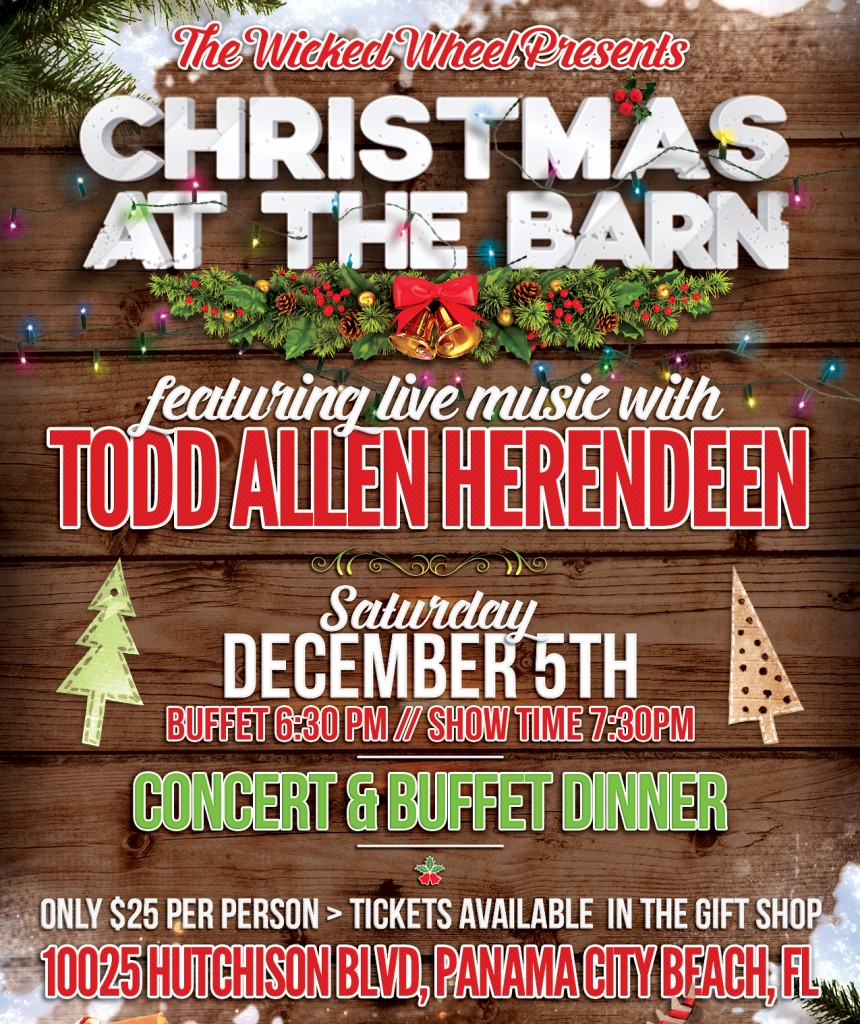 The Wicked Wheel Presents
CHRISTMAS
AT THE BARN
featuring live music with
TODD ALLEN HERENDEEN
Saturday
DECEMBER 5TH
BUFFET 6:30 PM // SHOW TIME 7:30PM
CONCERT & BUFFET DINNER
ONLY $25 PER PERSON > TICKETS AVAILABLE IN THE GIFT SHOP
10025 HUTCHISON BLVD, PANAMA CITY BEACH, FL